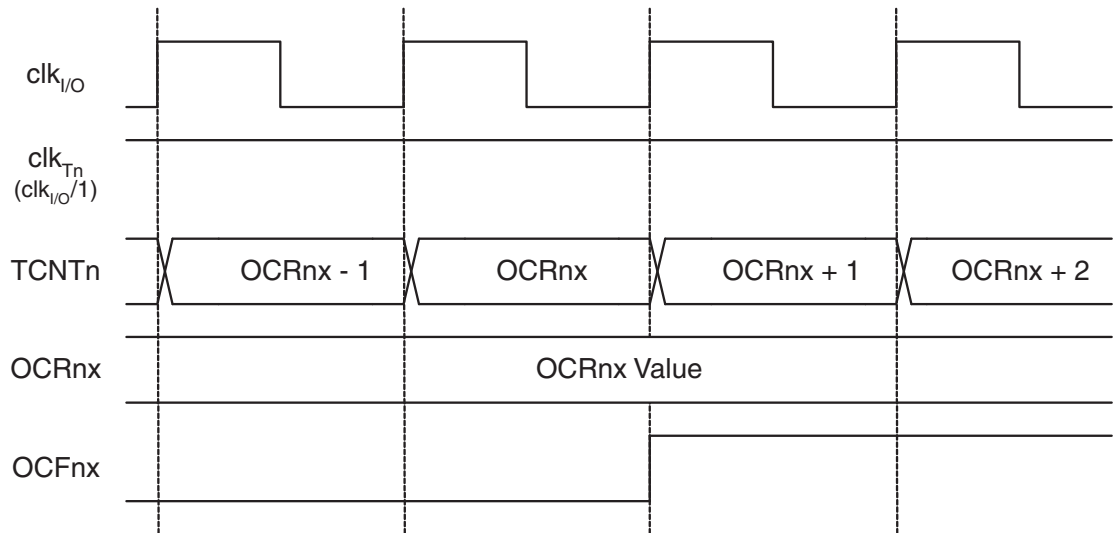 clkI/O
clkTn
(clkI/O/1)
TCNTn
OCRnx - 1
OCRnx
OCRnx + 1
OCRnx + 2
OCRnx
OCRnx Value
OCFnx